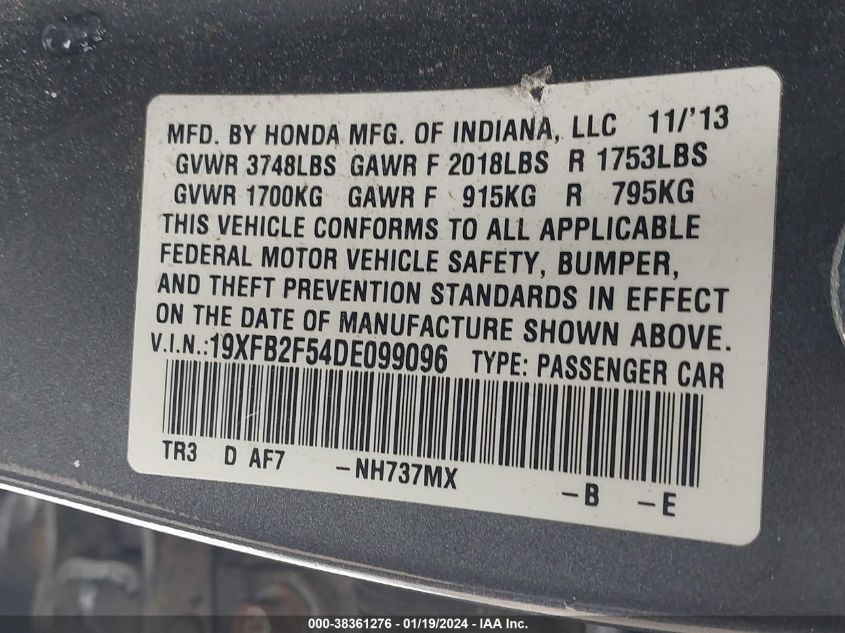 MFD. BY HONDA MFG. OF INDIANA, LLC 11/'13
GVWR 3748LBS GAWR F 2018LBS R 1753LBS
GVWR 1700KG GAWR F 915KG R 795KG
THIS VEHICLE CONFORMS TO ALL APPLICABLE
FEDERAL MOTOR VEHICLE SAFETY, BUMPER,
AND THEFT PREVENTION STANDARDS IN EFFECT
ON THE DATE OF MANUFACTURE SHOWN ABOVE.
V.I.N.:19XFB2F54DE099096 TYPE: PASSENGER CAR
TR3 D AF7 -NH737MX -B -E
000-38361276 - 01/19/2024 - IAA Inc.